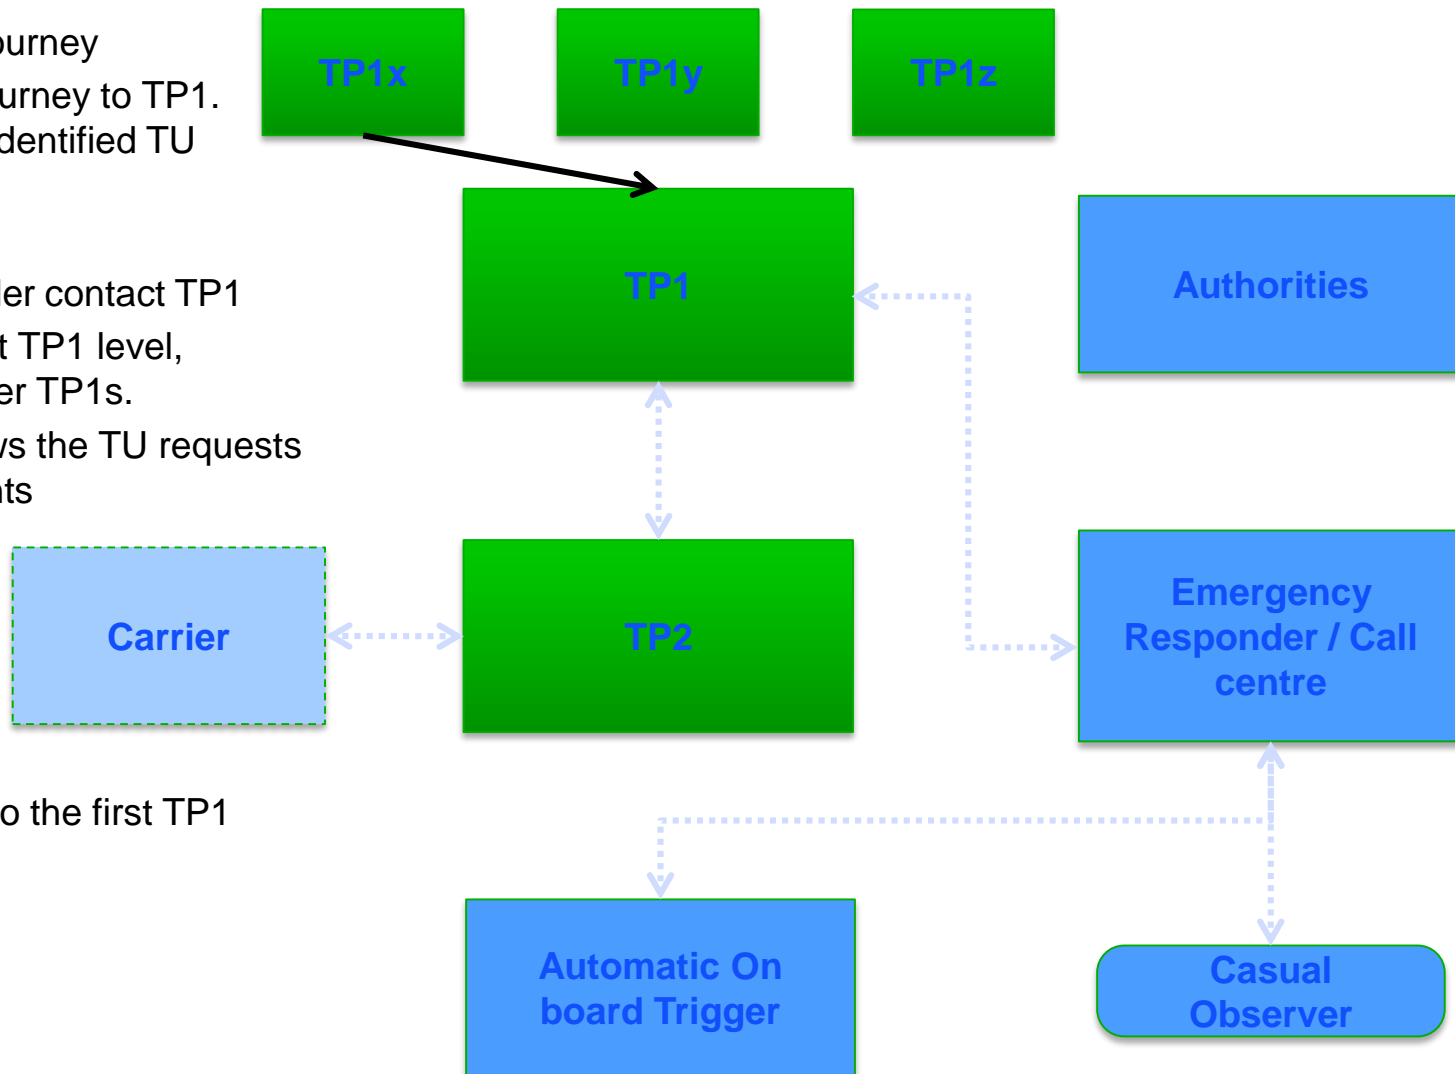 ourney
urney to TP1.
dentified TU
ler contact TP1
t TP1 level,
er TP1s.
ws the TU requests
nts
o the first TP1
TP1x
TP1y
TP1z
TP1
Authorities
Carrier
TP2
Emergency
Responder / Call
centre
Automatic On
board Trigger
Casual
Observer